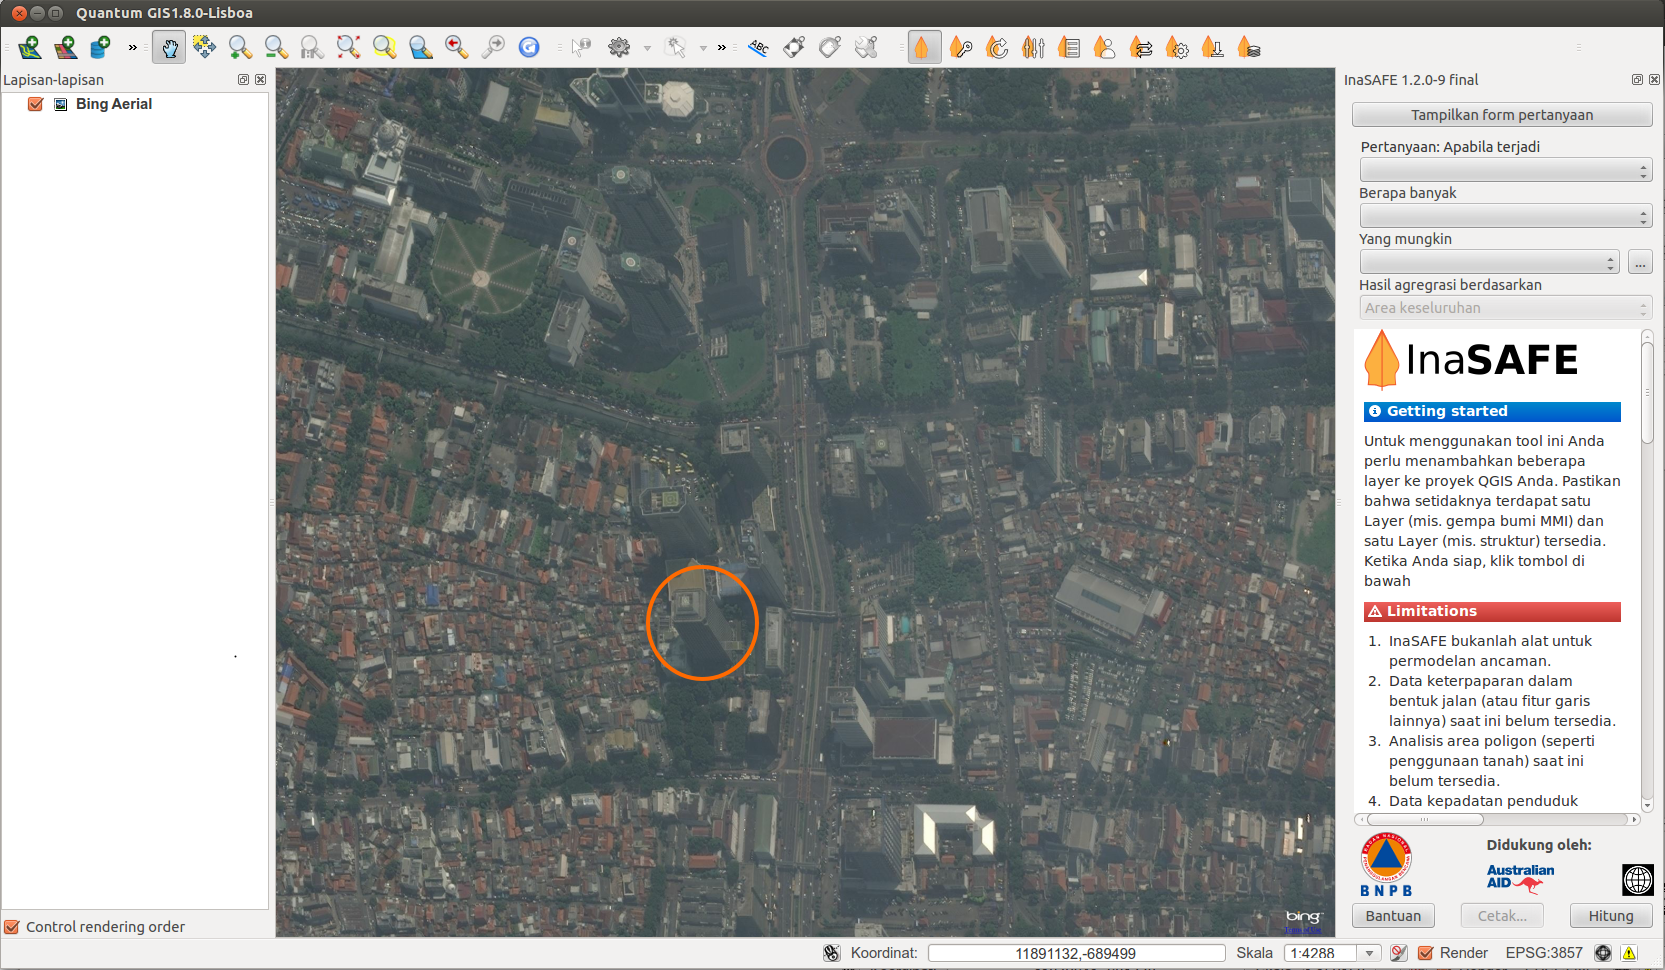 Quantum GIS1.8.0-Lisboa
ABC
Lapisan-lapisan
Bing Aerial
Control rendering order
bing
InaSAFE 1.2.0-9 final
Tampilkan form pertanyaan
Pertanyaan: Apabila terjadi
Berapa banyak
Yang mungkin
...
Hasil agregrasi berdasarkan
Area keseluruhan
InaSAFE
Getting started
Untuk menggunakan tool ini Anda
perlu menambahkan beberapa
layer ke proyek QGIS Anda. Pastikan
bahwa setidaknya terdapat satu
Layer (mis. gempa bumi MMI) dan
satu Layer (mis. struktur) tersedia.
Ketika Anda siap, klik tombol di
bawah
Limitations
1. InaSAFE bukanlah alat untuk
permodelan ancaman.
2. Data keterpaparan dalam
bentuk jalan (atau fitur garis
lainnya) saat ini belum tersedia.
3. Analisis area poligon (seperti
penggunaan tanah) saat ini
belum tersedia.
4. Data kepadatan penduduk
BNPB
Didukung oleh:
Australian
AID
Bantuan
Cetak...
Hitung
Koordinat:
11891132,-689499
Skala
1:4288
Render
EPSG:3857